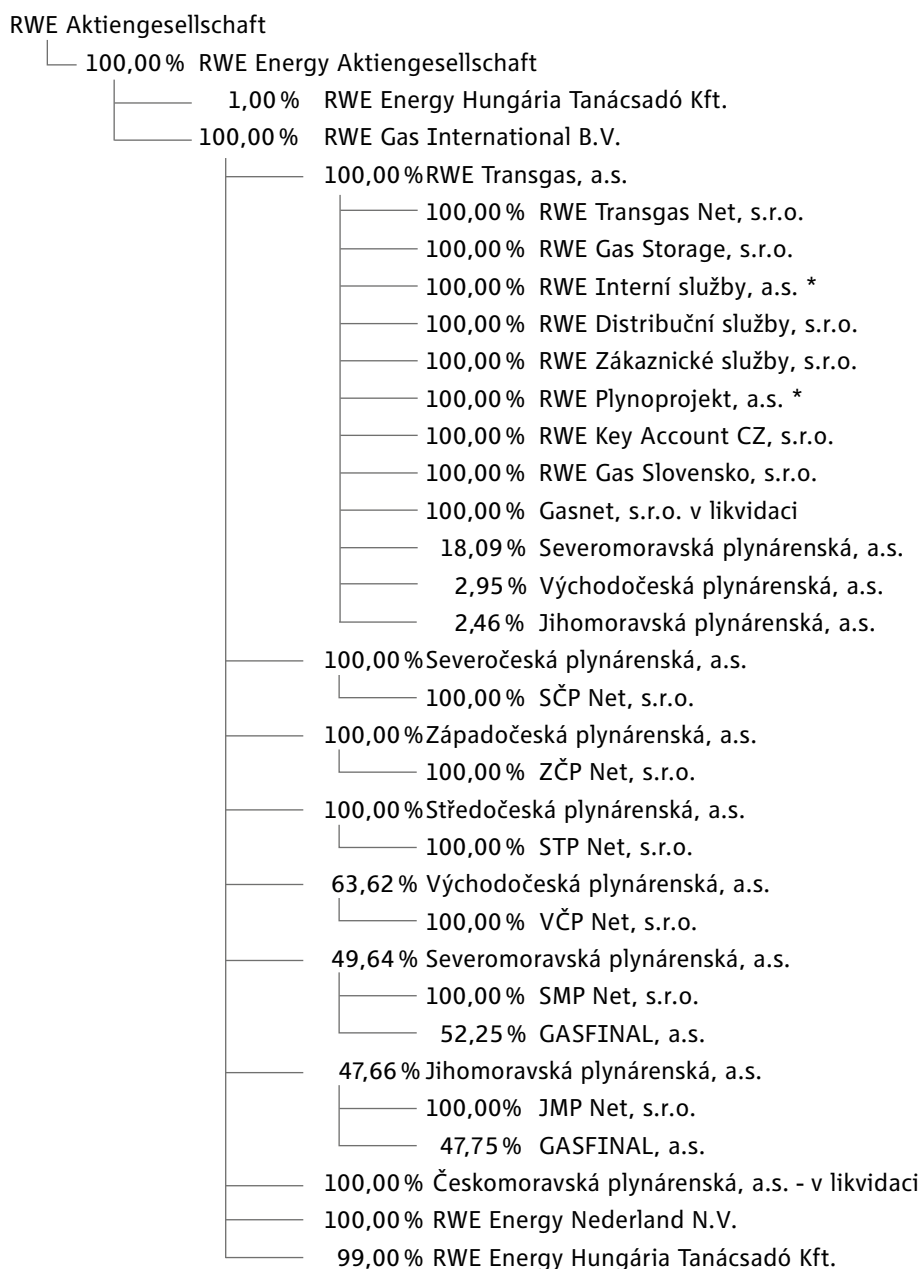 RWE Aktiengesellschaft
100,00 % RWE Energy Aktiengesellschaft
1,00 % RWE Energy Hungária Tanácsadó Kft.
100,00 % RWE Gas International B.V.
100,00 % RWE Transgas, a.s.
100,00 % RWE Transgas Net, s.r.o.
100,00 % RWE Gas Storage, s.r.o.
100,00 % RWE Interní služby, a.s. *
100,00 % RWE Distribuční služby, s.r.o.
100,00 % RWE Zákaznické služby, s.r.o.
100,00 % RWE Plynoprojekt, a.s. *
100,00 % RWE Key Account CZ, s.r.o.
100,00 % RWE Gas Slovensko, s.r.o.
100,00 % Gasnet, s.r.o. v likvidaci
18,09 % Severomoravská plynárenská, a.s.
2,95 % Východočeská plynárenská, a.s.
2,46 % Jihomoravská plynárenská, a.s.
100,00 % Severočeská plynárenská, a.s.
100,00 % SČP Net, s.r.o.
100,00 % Západočeská plynárenská, a.s.
100,00 % ZČP Net, s.r.o.
100,00 % Středočeská plynárenská, a.s.
100,00 % STP Net, s.r.o.
63,62 % Východočeská plynárenská, a.s.
100,00 % VČP Net, s.r.o.
49,64 % Severomoravská plynárenská, a.s.
100,00 % SMP Net, s.r.o.
52,25 % GASFINAL, a.s.
47,66 % Jihomoravská plynárenská, a.s.
100,00% JMP Net, s.r.o.
47,75 % GASFINAL, a.s.
100,00 % Českomoravská plynárenská, a.s. - v likvidaci
100,00 % RWE Energy Nederland N.V.
99,00 % RWE Energy Hungária Tanácsadó Kft.